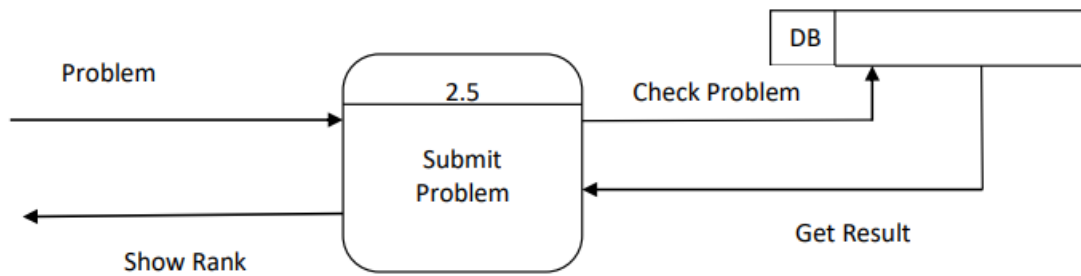 DB
Problem
2.5
Check Problem
Submit
Problem
Get Result
Show Rank